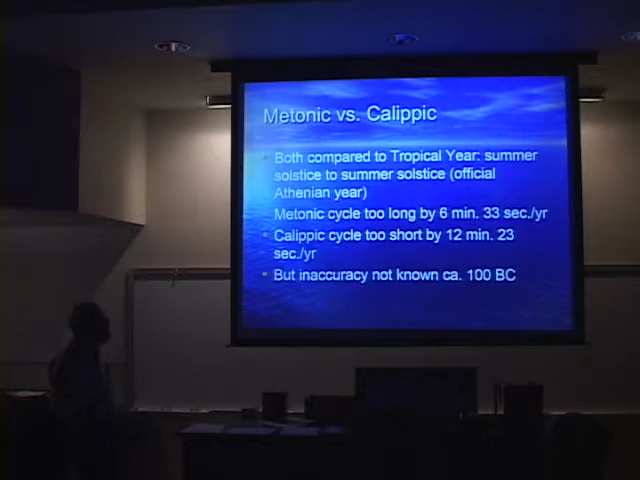 Metonic vs. Calippic
Both compared to Tropical Year: summer
solstice to summer solstice (official
Athenian year)
Metonic cycle too long by 6 min. 33 sec./yr
Calippic cycle too short by 12 min. 23
sec./yr
But inaccuracy not known ca. 100 BC